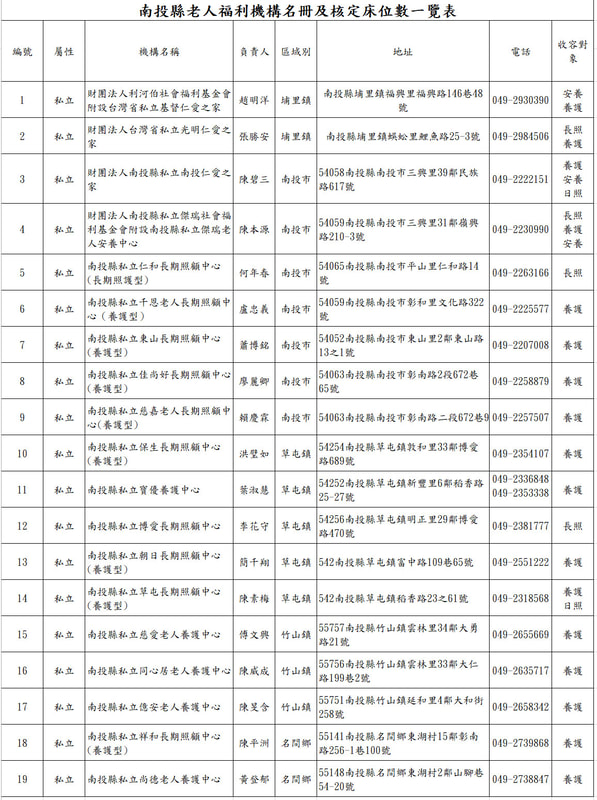 南投縣老人福利機構名冊及核定床位數一覽表
編號 屬性 機構名稱 負責人 區域別 地址 電話 收容對
象
1 私立 財團法人利河伯社會福利基金會
附設台灣省私立基督仁愛之家 趙明洋 埔里鎮 南投縣埔里鎮福興里福興路146巷48
號 049-2930390 安養
養護
2 私立 財團法人台灣省私立光明仁愛之
家 張勝安 埔里鎮 南投縣埔里鎮蜈蚣里鯉魚路25-3號 049-2984506 長照
養護
3 私立 財團法人南投縣私立南投仁愛之
家 陳碧三 南投市 54058南投縣南投市三興里39鄰民族
路617號 049-2222151 養護
安養
日照
4 私立 財團法人南投縣私立傑瑞社會福
利基金會附設南投縣私立傑瑞老
人安養中心 陳本源 南投市 54059南投縣南投市三興里31鄰嶺興
路210-3號 049-2230990 長照
養護
安養
5 私立 南投縣私立仁和長期照顧中心
(長期照護型) 何年春 南投市 54065南投縣南投市平山里仁和路14
號 049-2263166 長照
6 私立 南投縣私立千恩老人長期照顧中
心（養護型） 盧忠義 南投市 54059南投縣南投市彰和里文化路322
號 049-2225577 養護
7 私立 南投縣私立東山長期照顧中心
(養護型) 蕭博銘 南投市 54052南投縣南投市東山里2鄰東山路
13之1號 049-2207008 養護
8 私立 南投縣私立佳尚好長期照顧中心
(養護型) 廖麗卿 南投市 54063南投縣南投市彰南路2段672巷
65號 049-2258879 養護
9 私立 南投縣私立慈嘉老人長期照顧中
心(養護型) 賴慶霖 南投市 54063南投縣南投市彰南路二段672巷9 049-2257507 養護
10 私立 南投縣私立保生長期照顧中心
(養護型) 洪瑩如 草屯鎮 54254南投縣草屯鎮敦和里33鄰博愛
路689號 049-2354107 養護
11 私立 南投縣私立寶優養護中心 葉淑慧 草屯鎮 54252南投縣草屯鎮新豐里6鄰稻香路
25-27號 049-2336848
049-2353338 養護
12 私立 南投縣私立博愛長期照顧中心 李花守 草屯鎮 54256南投縣草屯鎮明正里29鄰博愛
路470號 049-2381777 長照
13 私立 南投縣私立朝日長期照顧中心
(養護型) 簡千翔 草屯鎮 542南投縣草屯鎮富中路109巷65號 049-2551222 養護
14 私立 南投縣私立草屯長期照顧中心
(養護型) 陳素梅 草屯鎮 542南投縣草屯鎮稻香路23之61號 049-2318568 養護
日照
15 私立 南投縣私立慈愛老人養護中心 傅文興 竹山鎮 55757南投縣竹山鎮雲林里34鄰大勇
路21號 049-2655669 養護
16 私立 南投縣私立同心居老人養護中心 陳威成 竹山鎮 55756南投縣竹山鎮雲林里33鄰大仁
路199巷2號 049-2635717 養護
17 私立 南投縣私立億安老人養護中心 陳旻含 竹山鎮 55751南投縣竹山鎮延和里4鄰大和街
258號 049-2658342 養護
18 私立 南投縣私立祥和長期照顧中心
(養護型) 陳平洲 名間鄉 55141南投縣名間鄉東湖村15鄰彰南
路256-1巷100號 049-2739868 養護
19 私立 南投縣私立尚德老人養護中心 黃登郁 名間鄉 55148南投縣名間鄉東湖村2鄰山腳巷
54-20號 049-2738847 養護